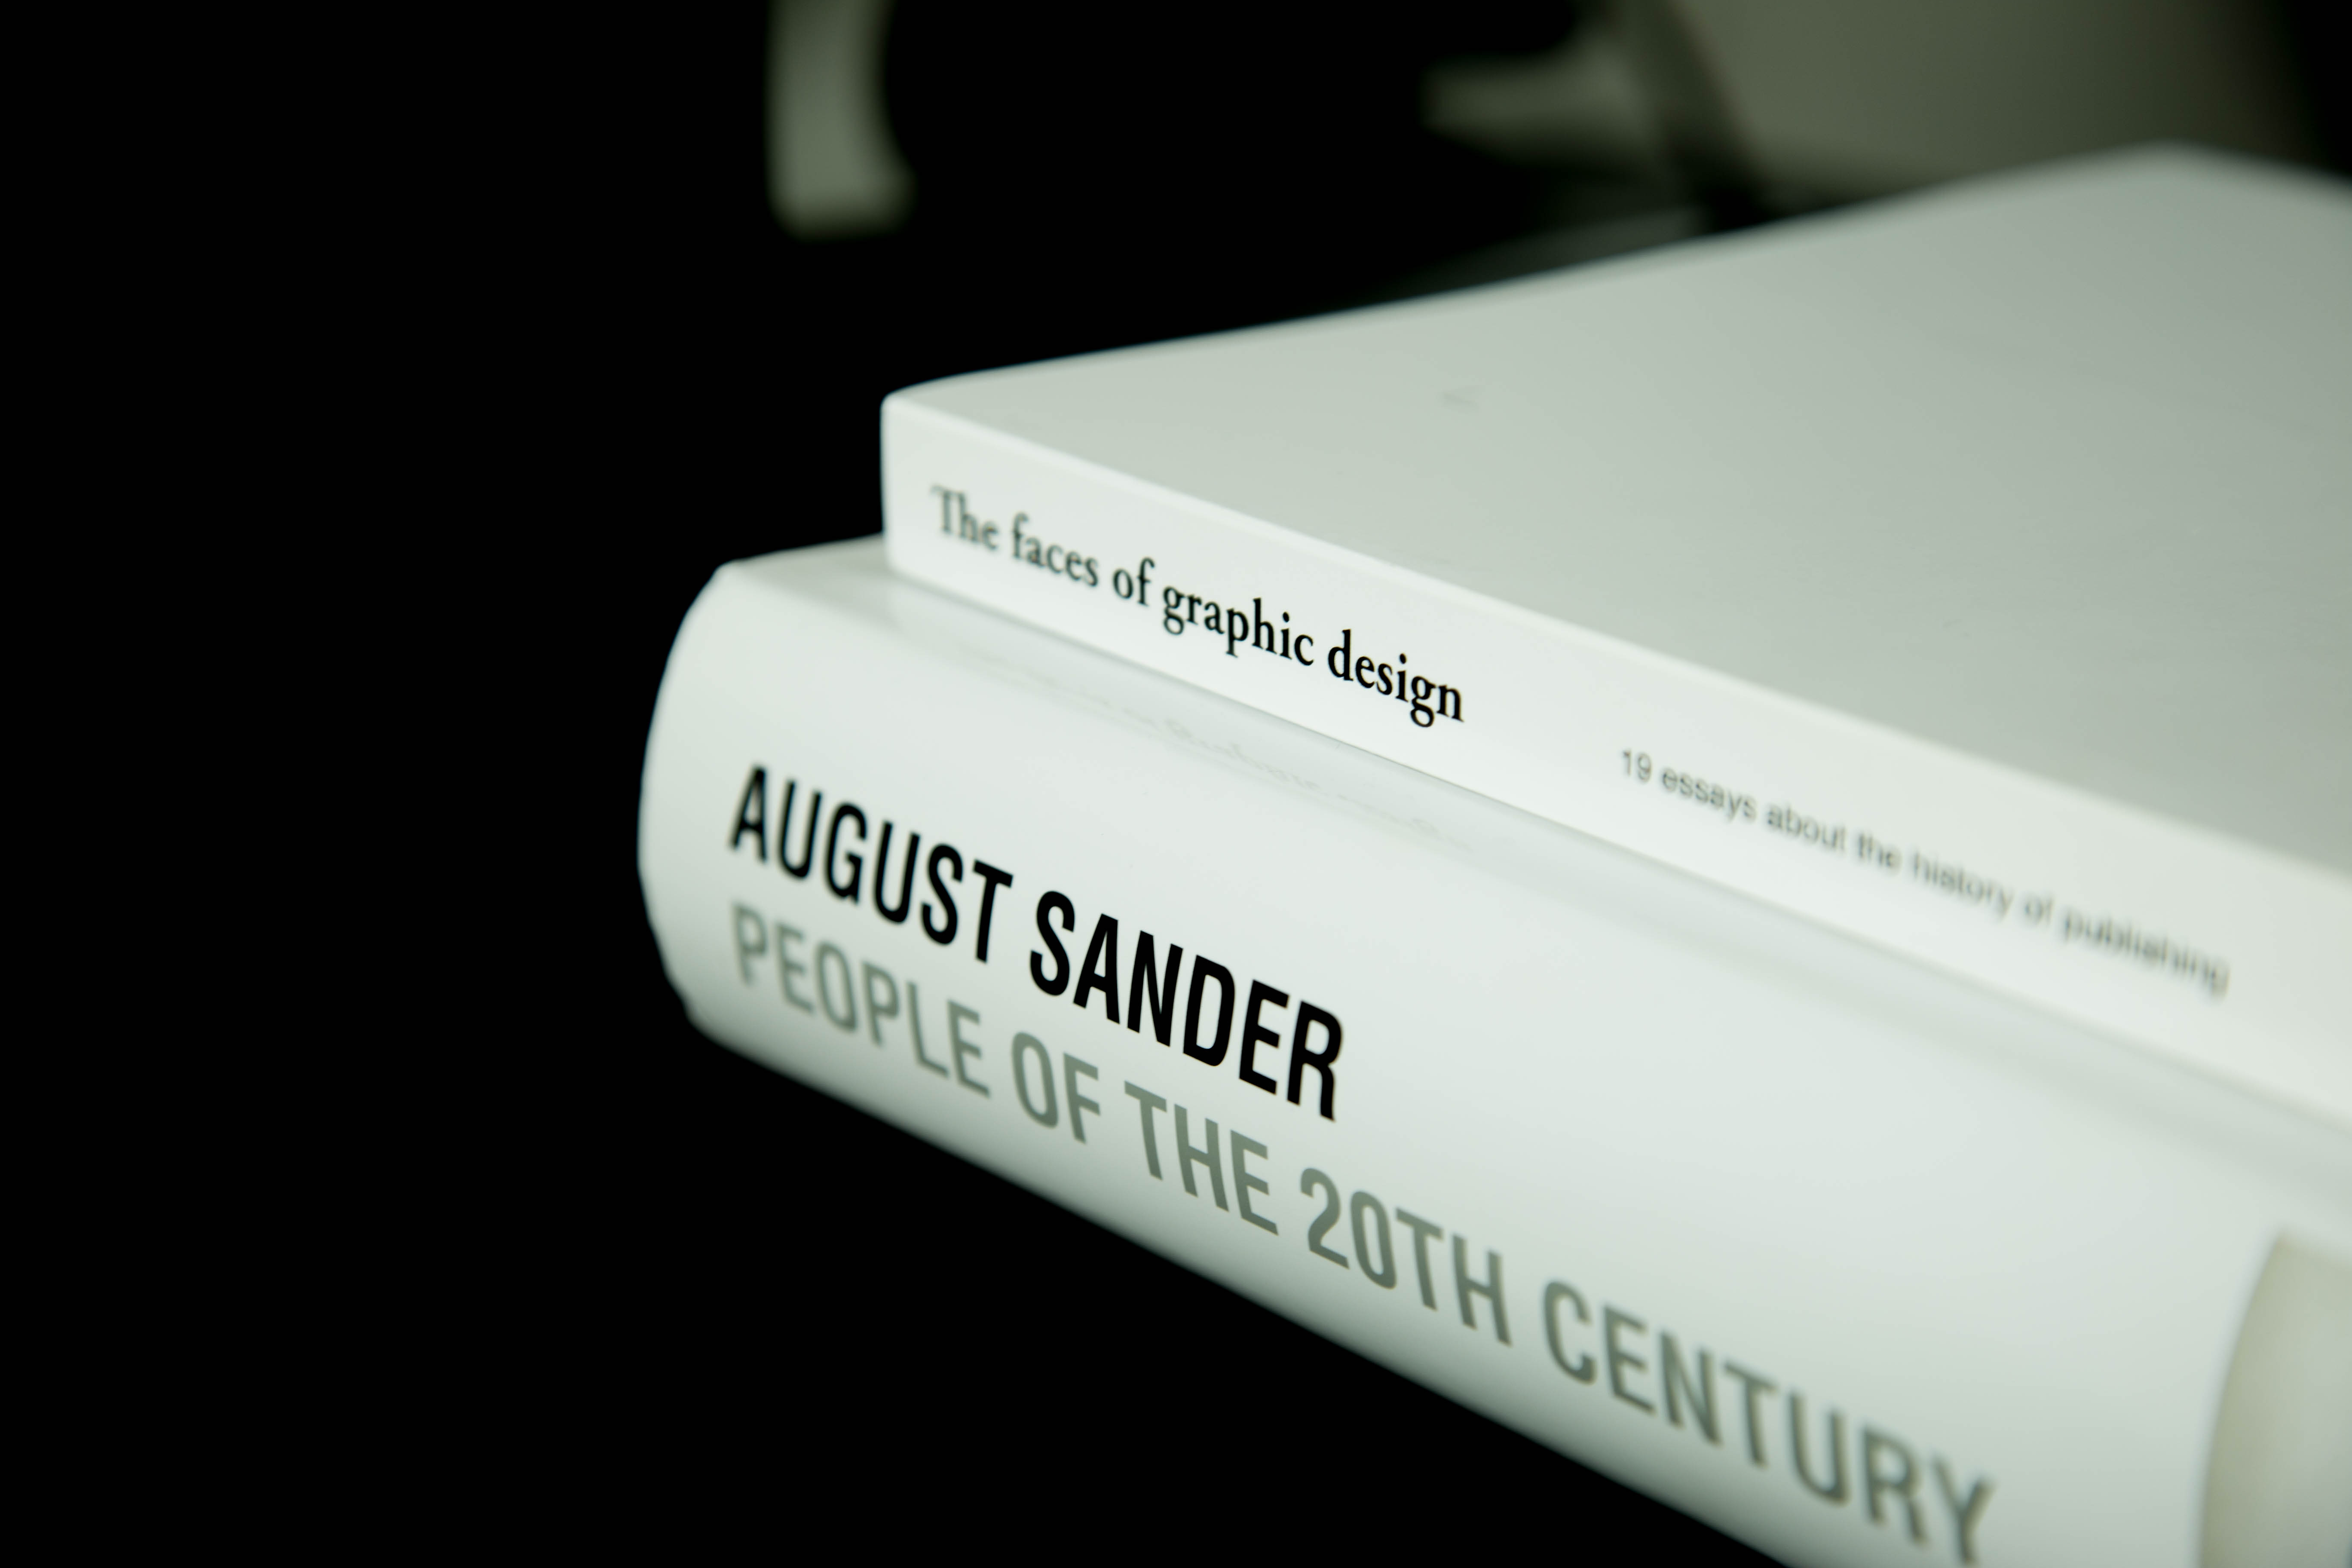 The faces of graphic design
19 essays about the history of publishing
AUGUST SANDER
PEOPLE OF THE 20TH CENTURY